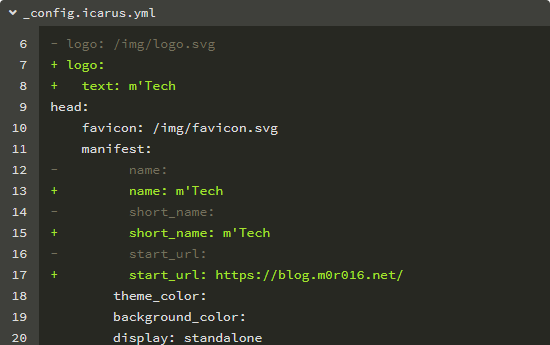 _config.icarus.yml
6 - logo: /img/logo.svg
7 + logo:
8 +   text: m'Tech
9 head:
10     favicon: /img/favicon.svg
11     manifest:
12 -         name:
13 +         name: m'Tech
14 -         short_name:
15 +         short_name: m'Tech
16 -         start_url:
17 +         start_url: https://blog.m0r016.net/
18         theme_color:
19         background_color:
20         display: standalone